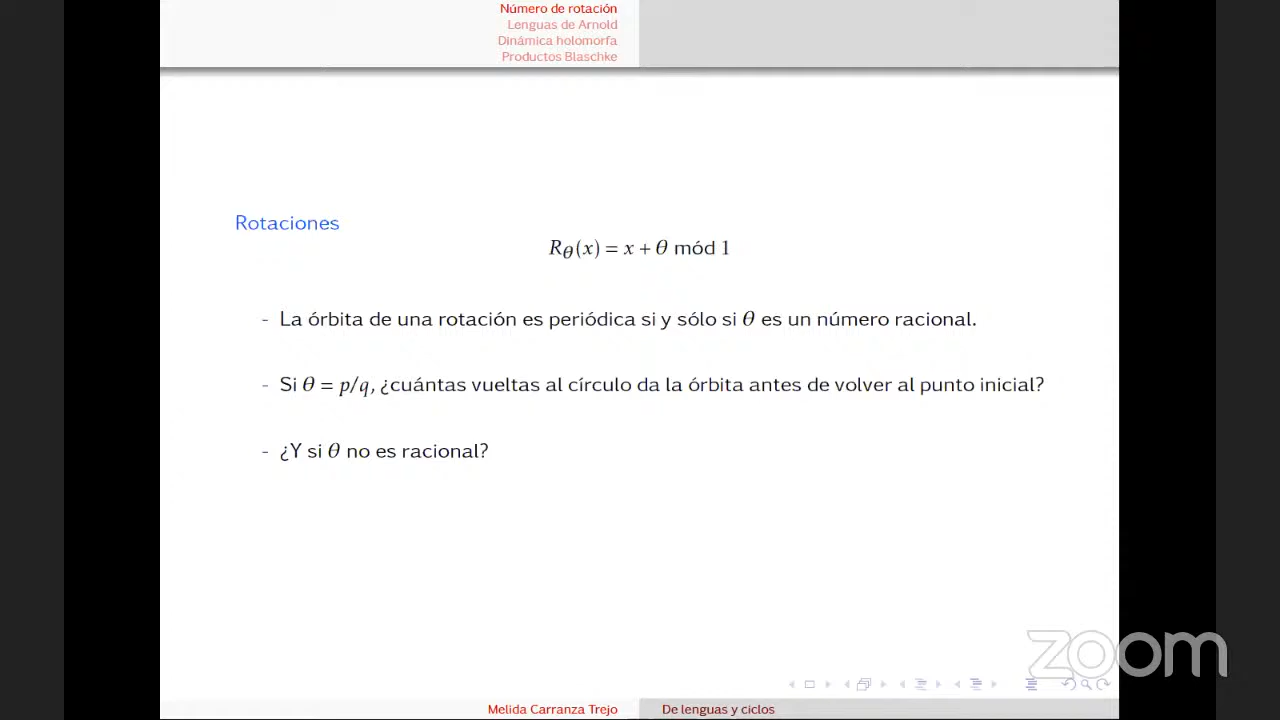 Número de rotación
Lenguas de Arnold
Dinámica holomorfa
Productos Blaschke
Rotaciones
Rθ(x) = x + θ mód 1
- La órbita de una rotación es periódica si y sólo si θ es un número racional.
- Si θ = p/q, ¿cuántas vueltas al círculo da la órbita antes de volver al punto inicial?
- ¿Y si θ no es racional?
zoom
Melida Carranza Trejo
De lenguas y ciclos